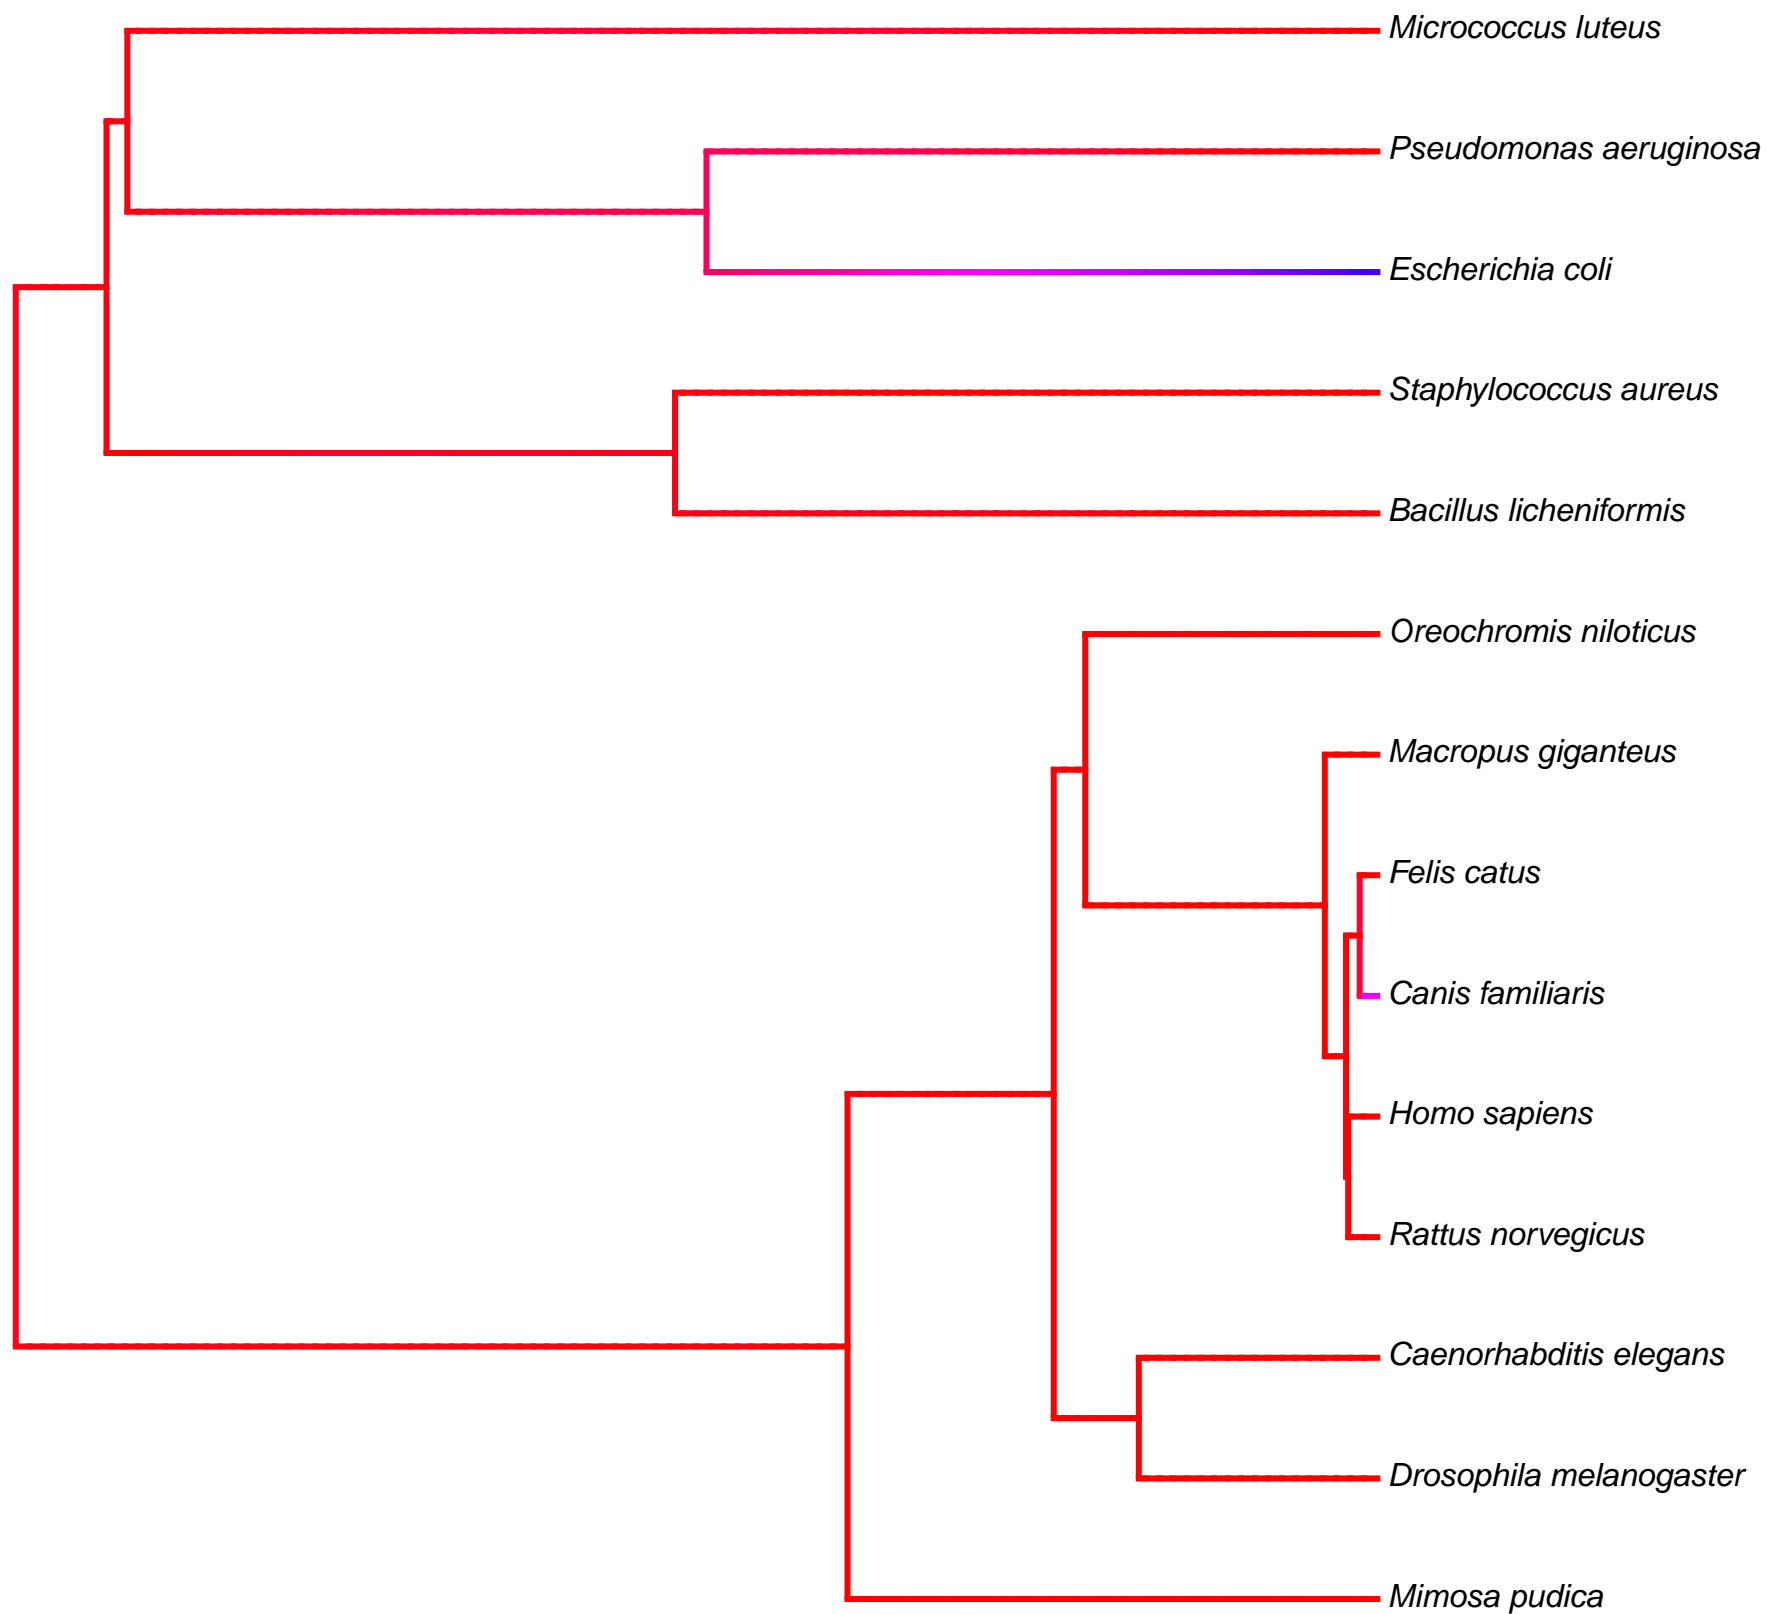 Micrococcus luteus
Pseudomonas aeruginosa
Escherichia coli
Staphylococcus aureus
Bacillus licheniformis
Oreochromis niloticus
Macropus giganteus
Felis catus
Canis familiaris
Homo sapiens
Rattus norvegicus
Caenorhabditis elegans
Drosophila melanogaster
Mimosa pudica